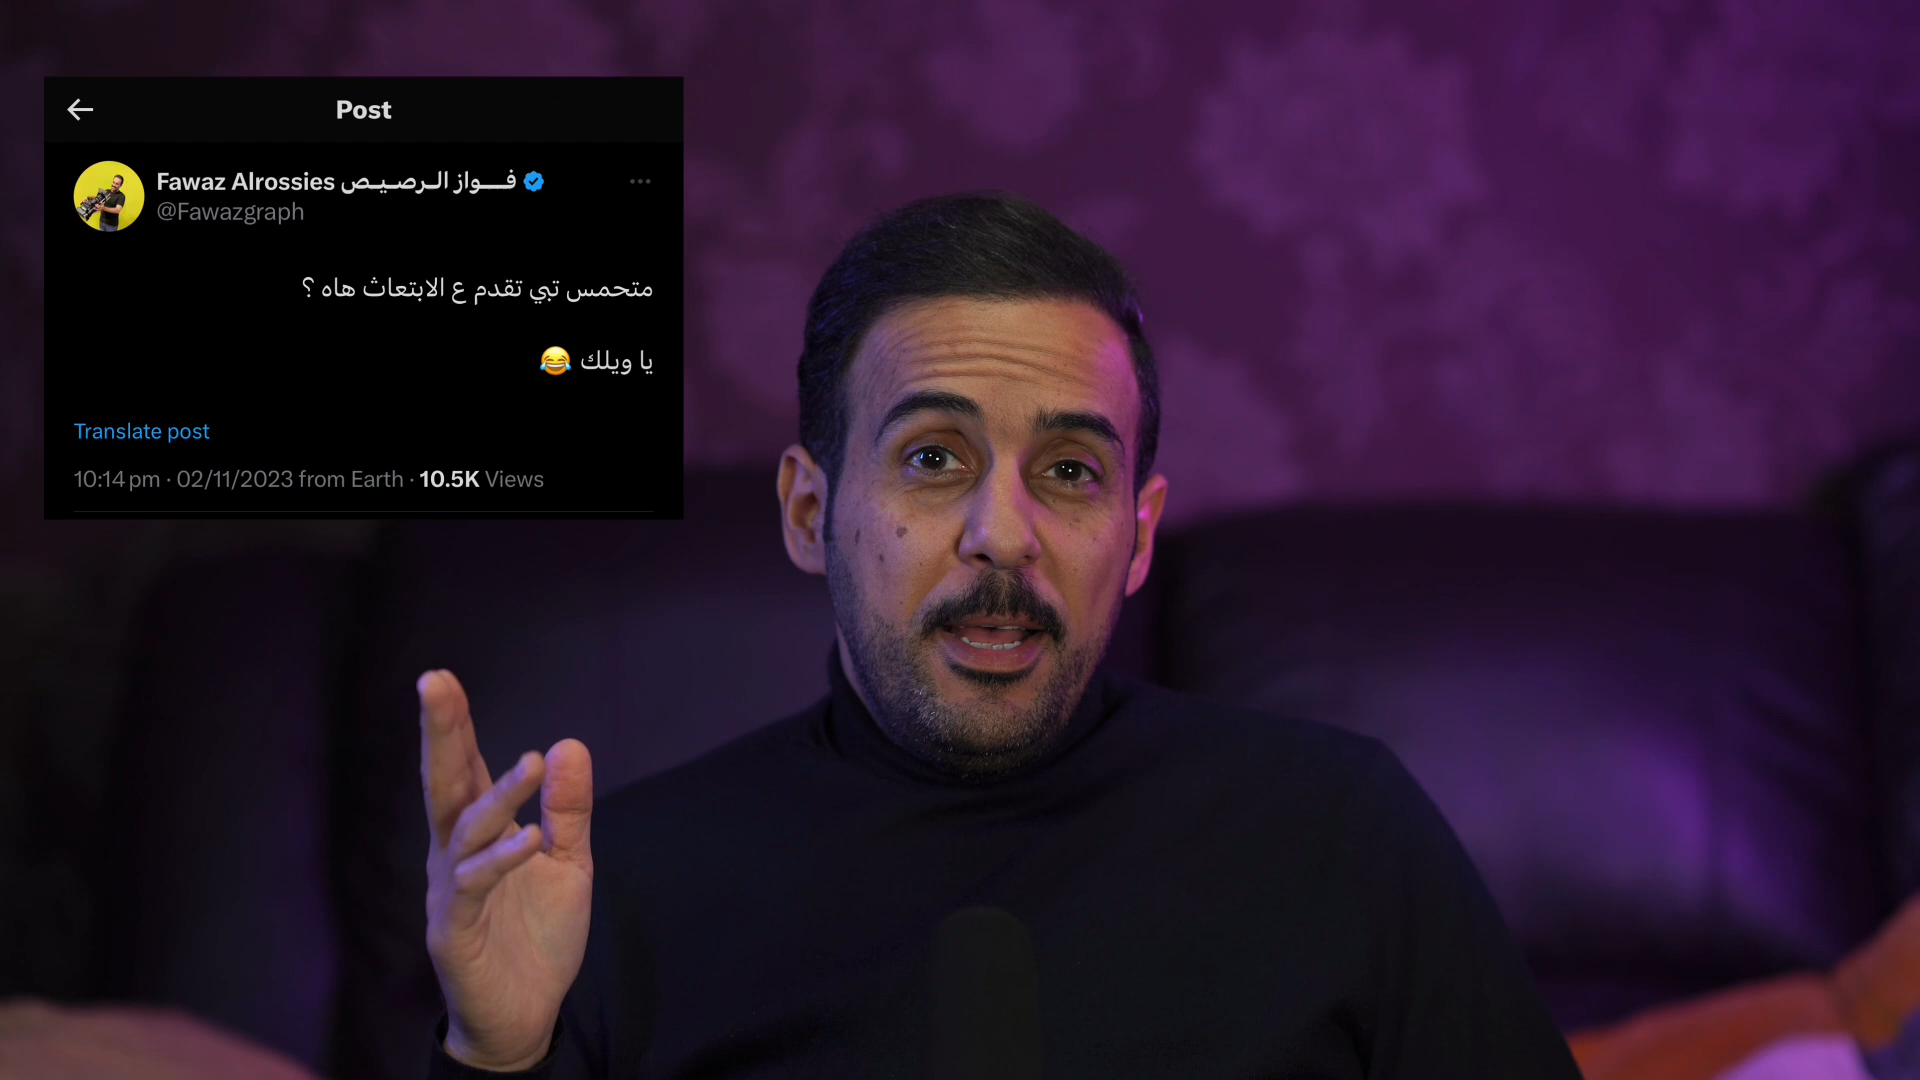 Post
Fawaz Alrossies فــــواز الـرصـيـص
@Fawazgraph
متحمس تبي تقدم ع الابتعاث هاه ؟
يا ويلك 😂
Translate post
10:14 pm · 02/11/2023 from Earth · 10.5K Views